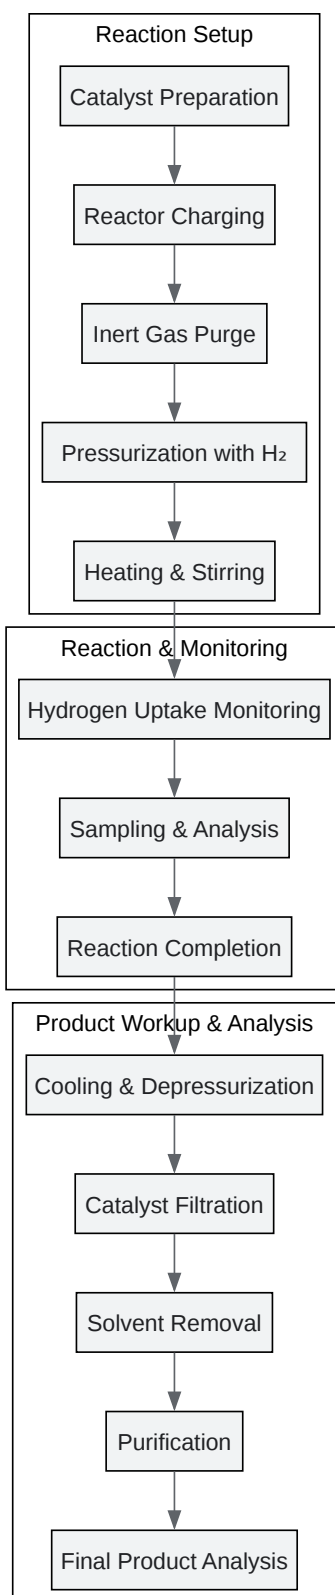 Reaction Setup
Catalyst Preparation
Reactor Charging
Inert Gas Purge
Pressurization with H₂
Heating & Stirring
Reaction & Monitoring
Hydrogen Uptake Monitoring
Sampling & Analysis
Reaction Completion
Product Workup & Analysis
Cooling & Depressurization
Catalyst Filtration
Solvent Removal
Purification
Final Product Analysis